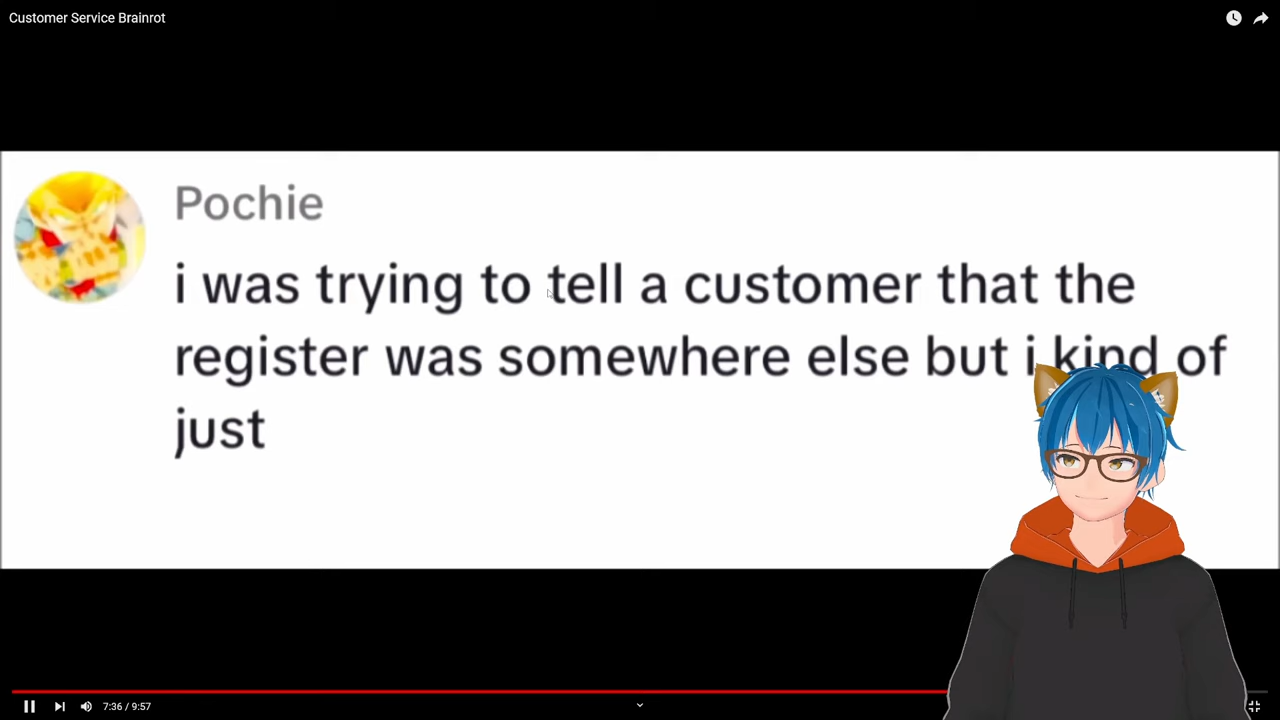 Customer Service Brainrot
Pochie
i was trying to tell a customer that the
register was somewhere else but i kind of
just
7:36 / 9:57